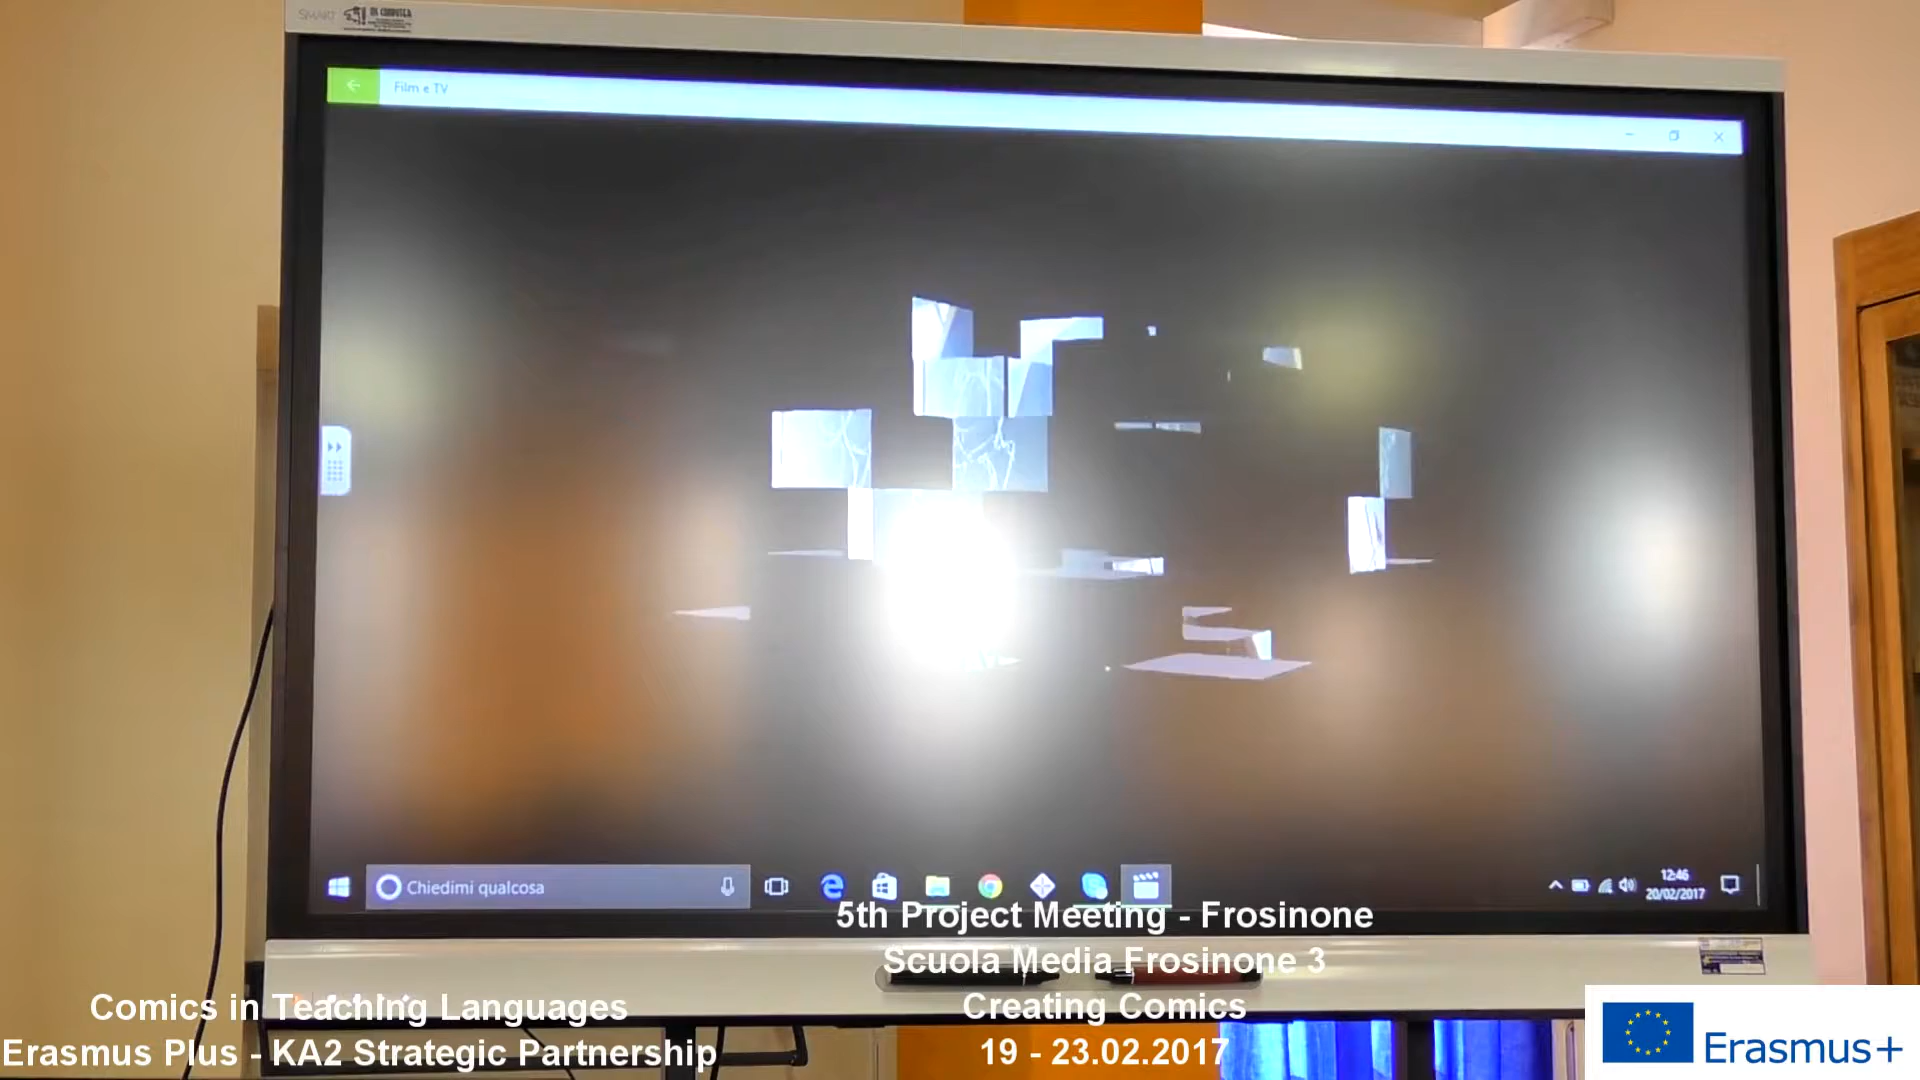 SMART
Film e TV
Chiedimi qualcosa
12:46
20/02/2017
5th Project Meeting - Frosinone
Scuola Media Frosinone 3
Creating Comics
19 - 23.02.2017
Comics in Teaching Languages
Erasmus Plus - KA2 Strategic Partnership
Erasmus+